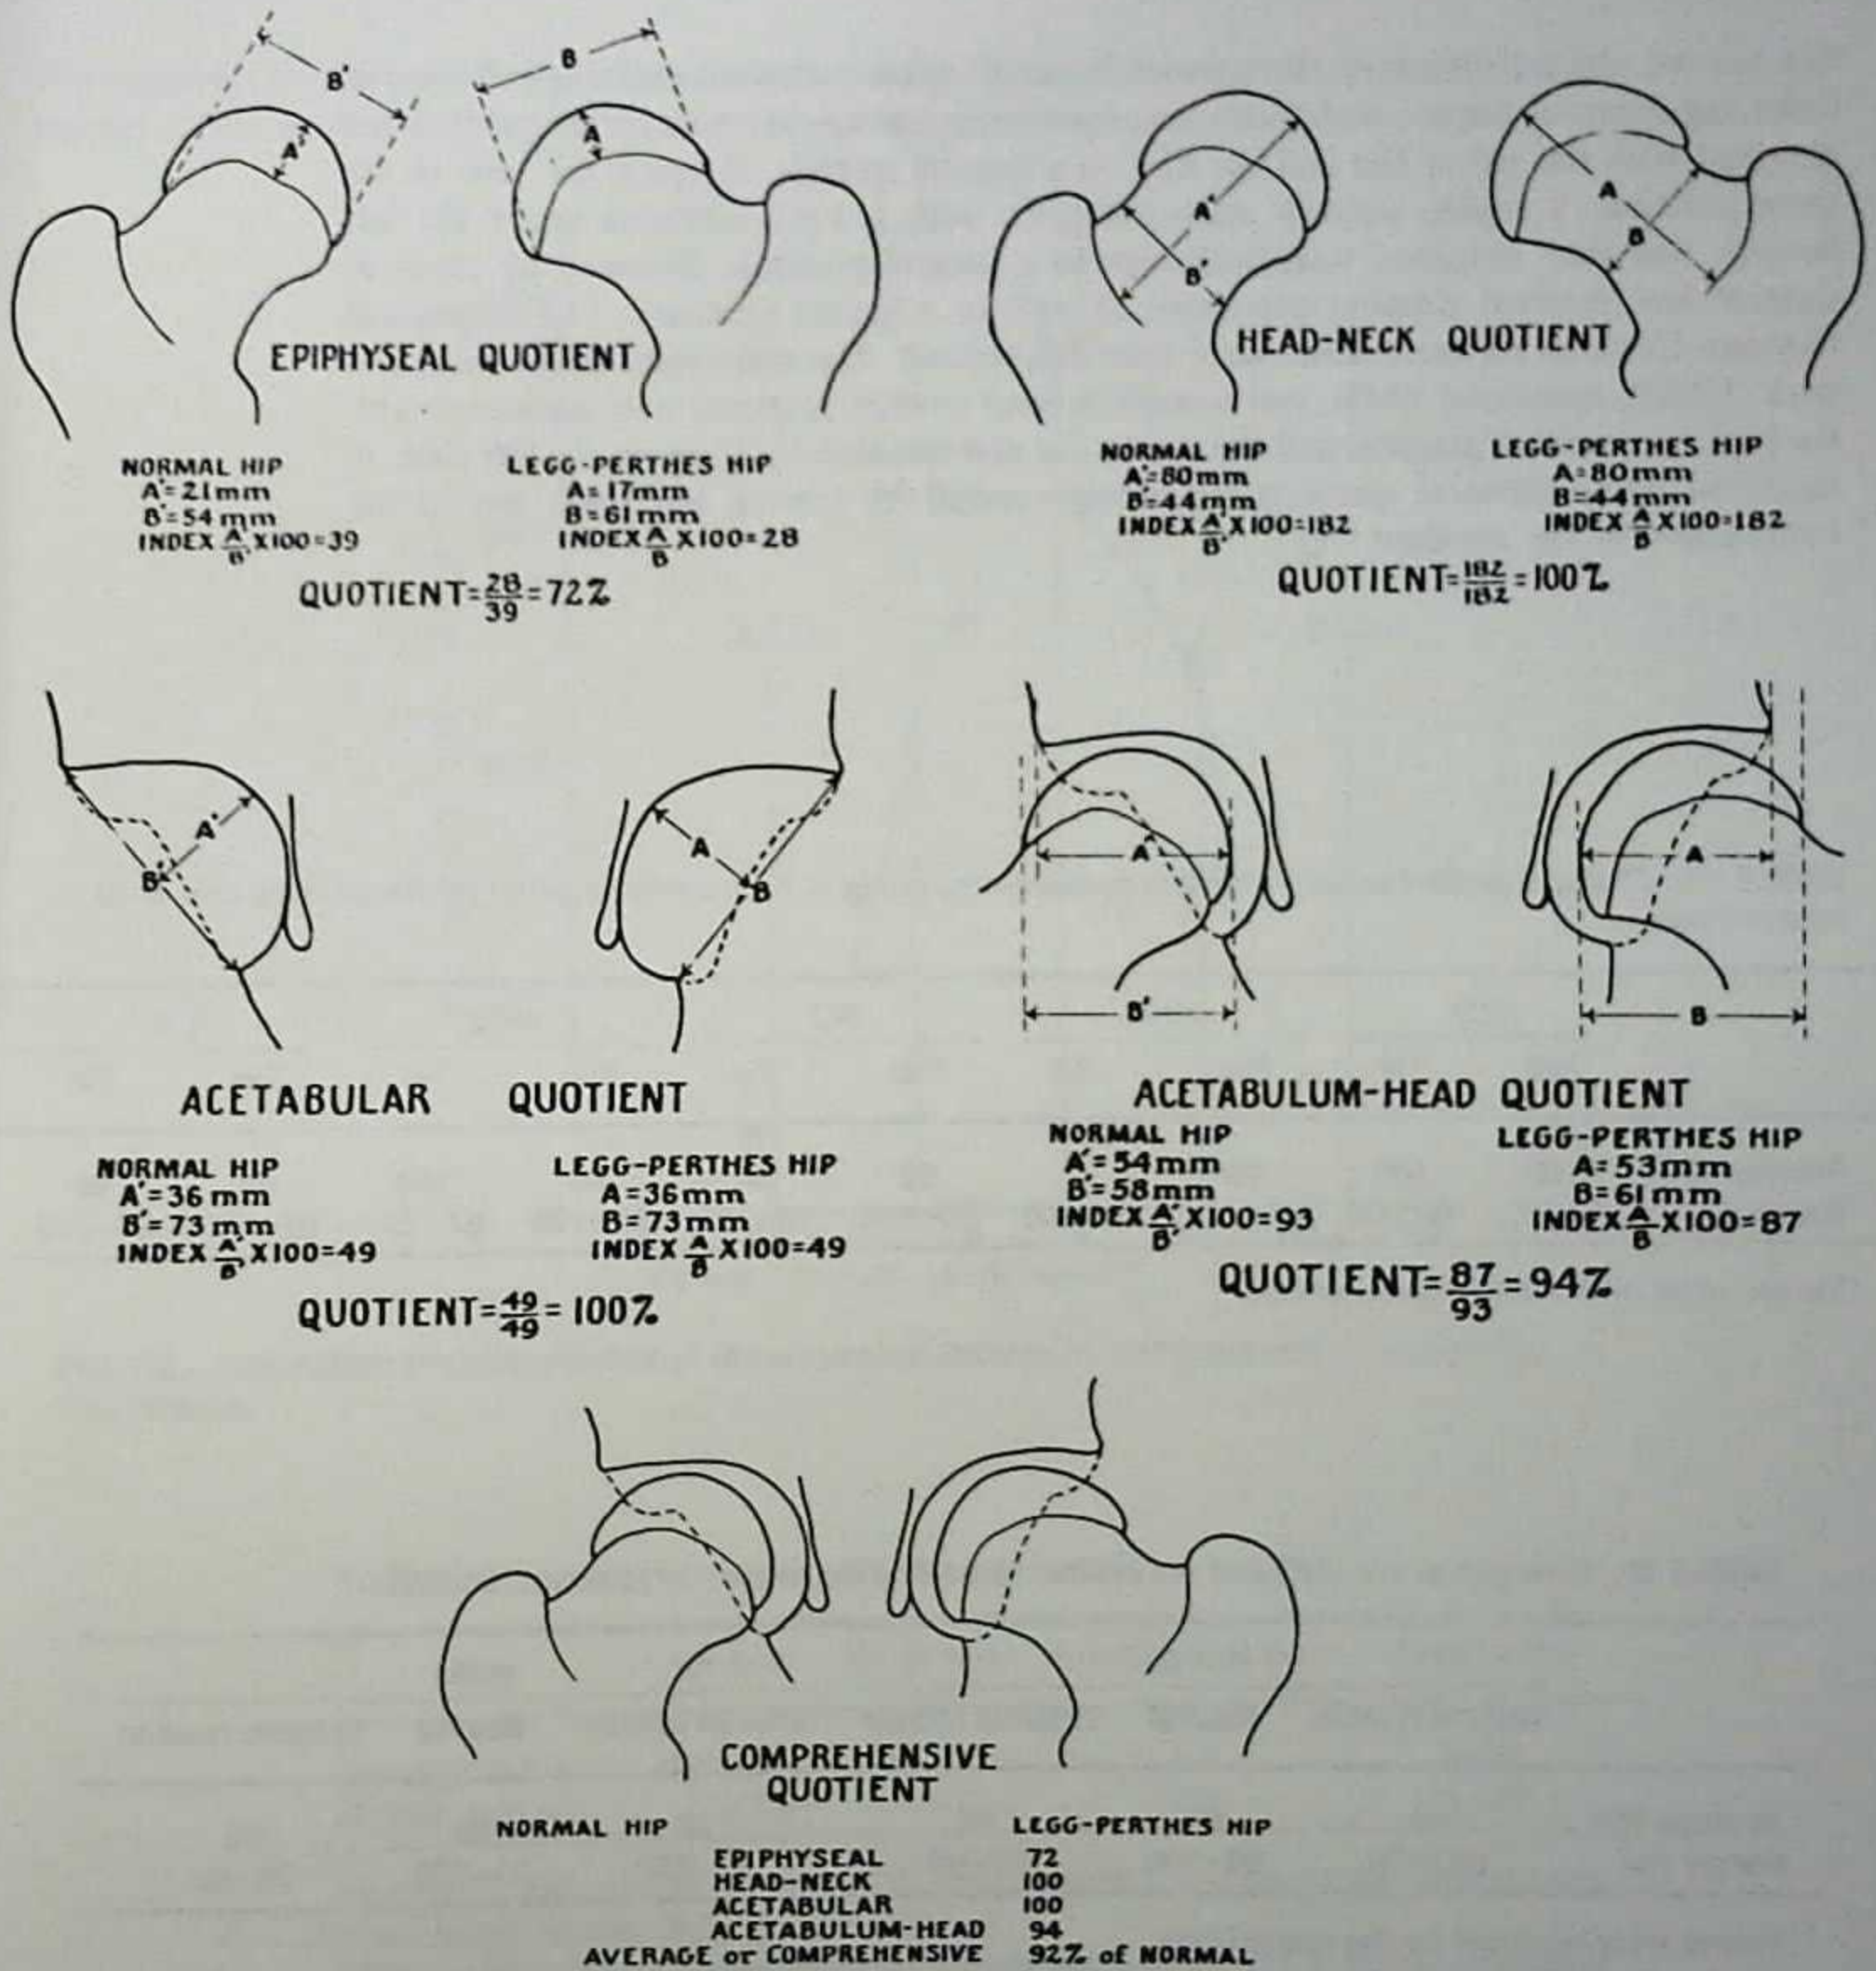 B'
B
A'
A
EPIPHYSEAL QUOTIENT
NORMAL HIP
A'=21mm
B'=54mm
INDEX A'/B' X100=39
LEGG-PERTHES HIP
A=17mm
B=61mm
INDEX A/B X100=28
QUOTIENT=28/39=72%
A'
B'
A
B
HEAD-NECK QUOTIENT
NORMAL HIP
A'=80mm
B'=44mm
INDEX A'/B' X100=182
LEGG-PERTHES HIP
A=80mm
B=44mm
INDEX A/B X100=182
QUOTIENT=182/182=100%
A'
B'
A
B
ACETABULAR QUOTIENT
NORMAL HIP
A'=36mm
B'=73mm
INDEX A'/B' X100=49
LEGG-PERTHES HIP
A=36mm
B=73mm
INDEX A/B X100=49
QUOTIENT=49/49=100%
A'
B'
A
B
ACETABULUM-HEAD QUOTIENT
NORMAL HIP
A'=54mm
B'=58mm
INDEX A'/B' X100=93
LEGG-PERTHES HIP
A=53mm
B=61mm
INDEX A/B X100=87
QUOTIENT=87/93=94%
COMPREHENSIVE
QUOTIENT
NORMAL HIP LEGG-PERTHES HIP
EPIPHYSEAL 72
HEAD-NECK 100
ACETABULAR 100
ACETABULUM-HEAD 94
AVERAGE or COMPREHENSIVE 92% of NORMAL